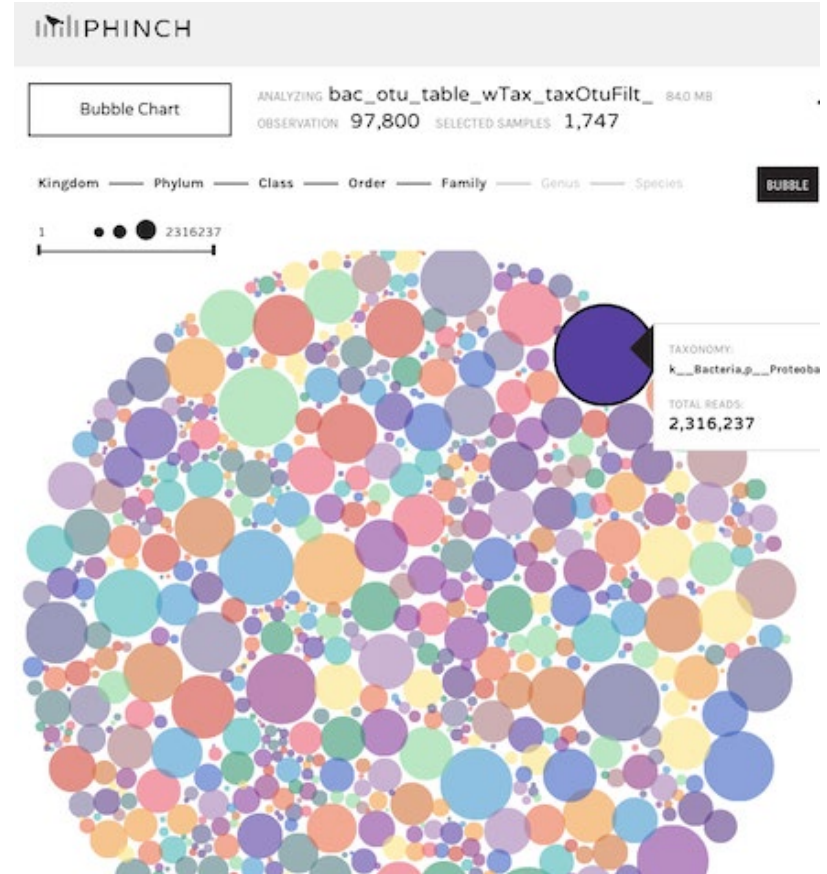 PHINCH
Bubble Chart
ANALYZING bac_otu_table_wTax_taxOtuFilt_ 84.0 MB
OBSERVATION 97,800 SELECTED SAMPLES 1,747
Kingdom Phylum Class Order Family Genus Species
BUBBLE
1 2316237
TAXONOMY:
k__Bacteria,p__Proteoba
TOTAL READS:
2,316,237